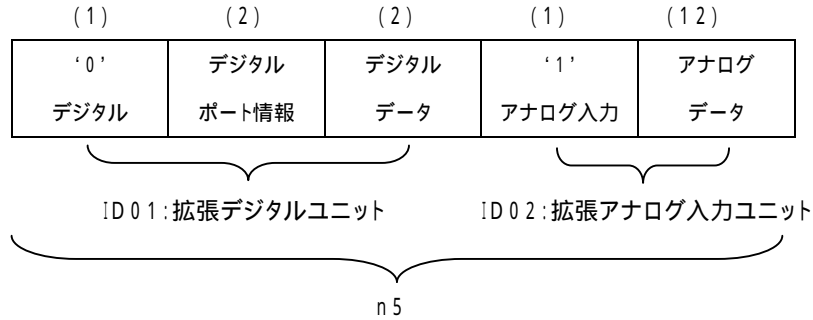 (1) (2) (2) (1) (12)
‘0’ デジタル デジタル ‘1’ アナログ
デジタル ポート情報 データ アナログ入力 データ
ID01:拡張デジタルユニット ID02:拡張アナログ入力ユニット
n5